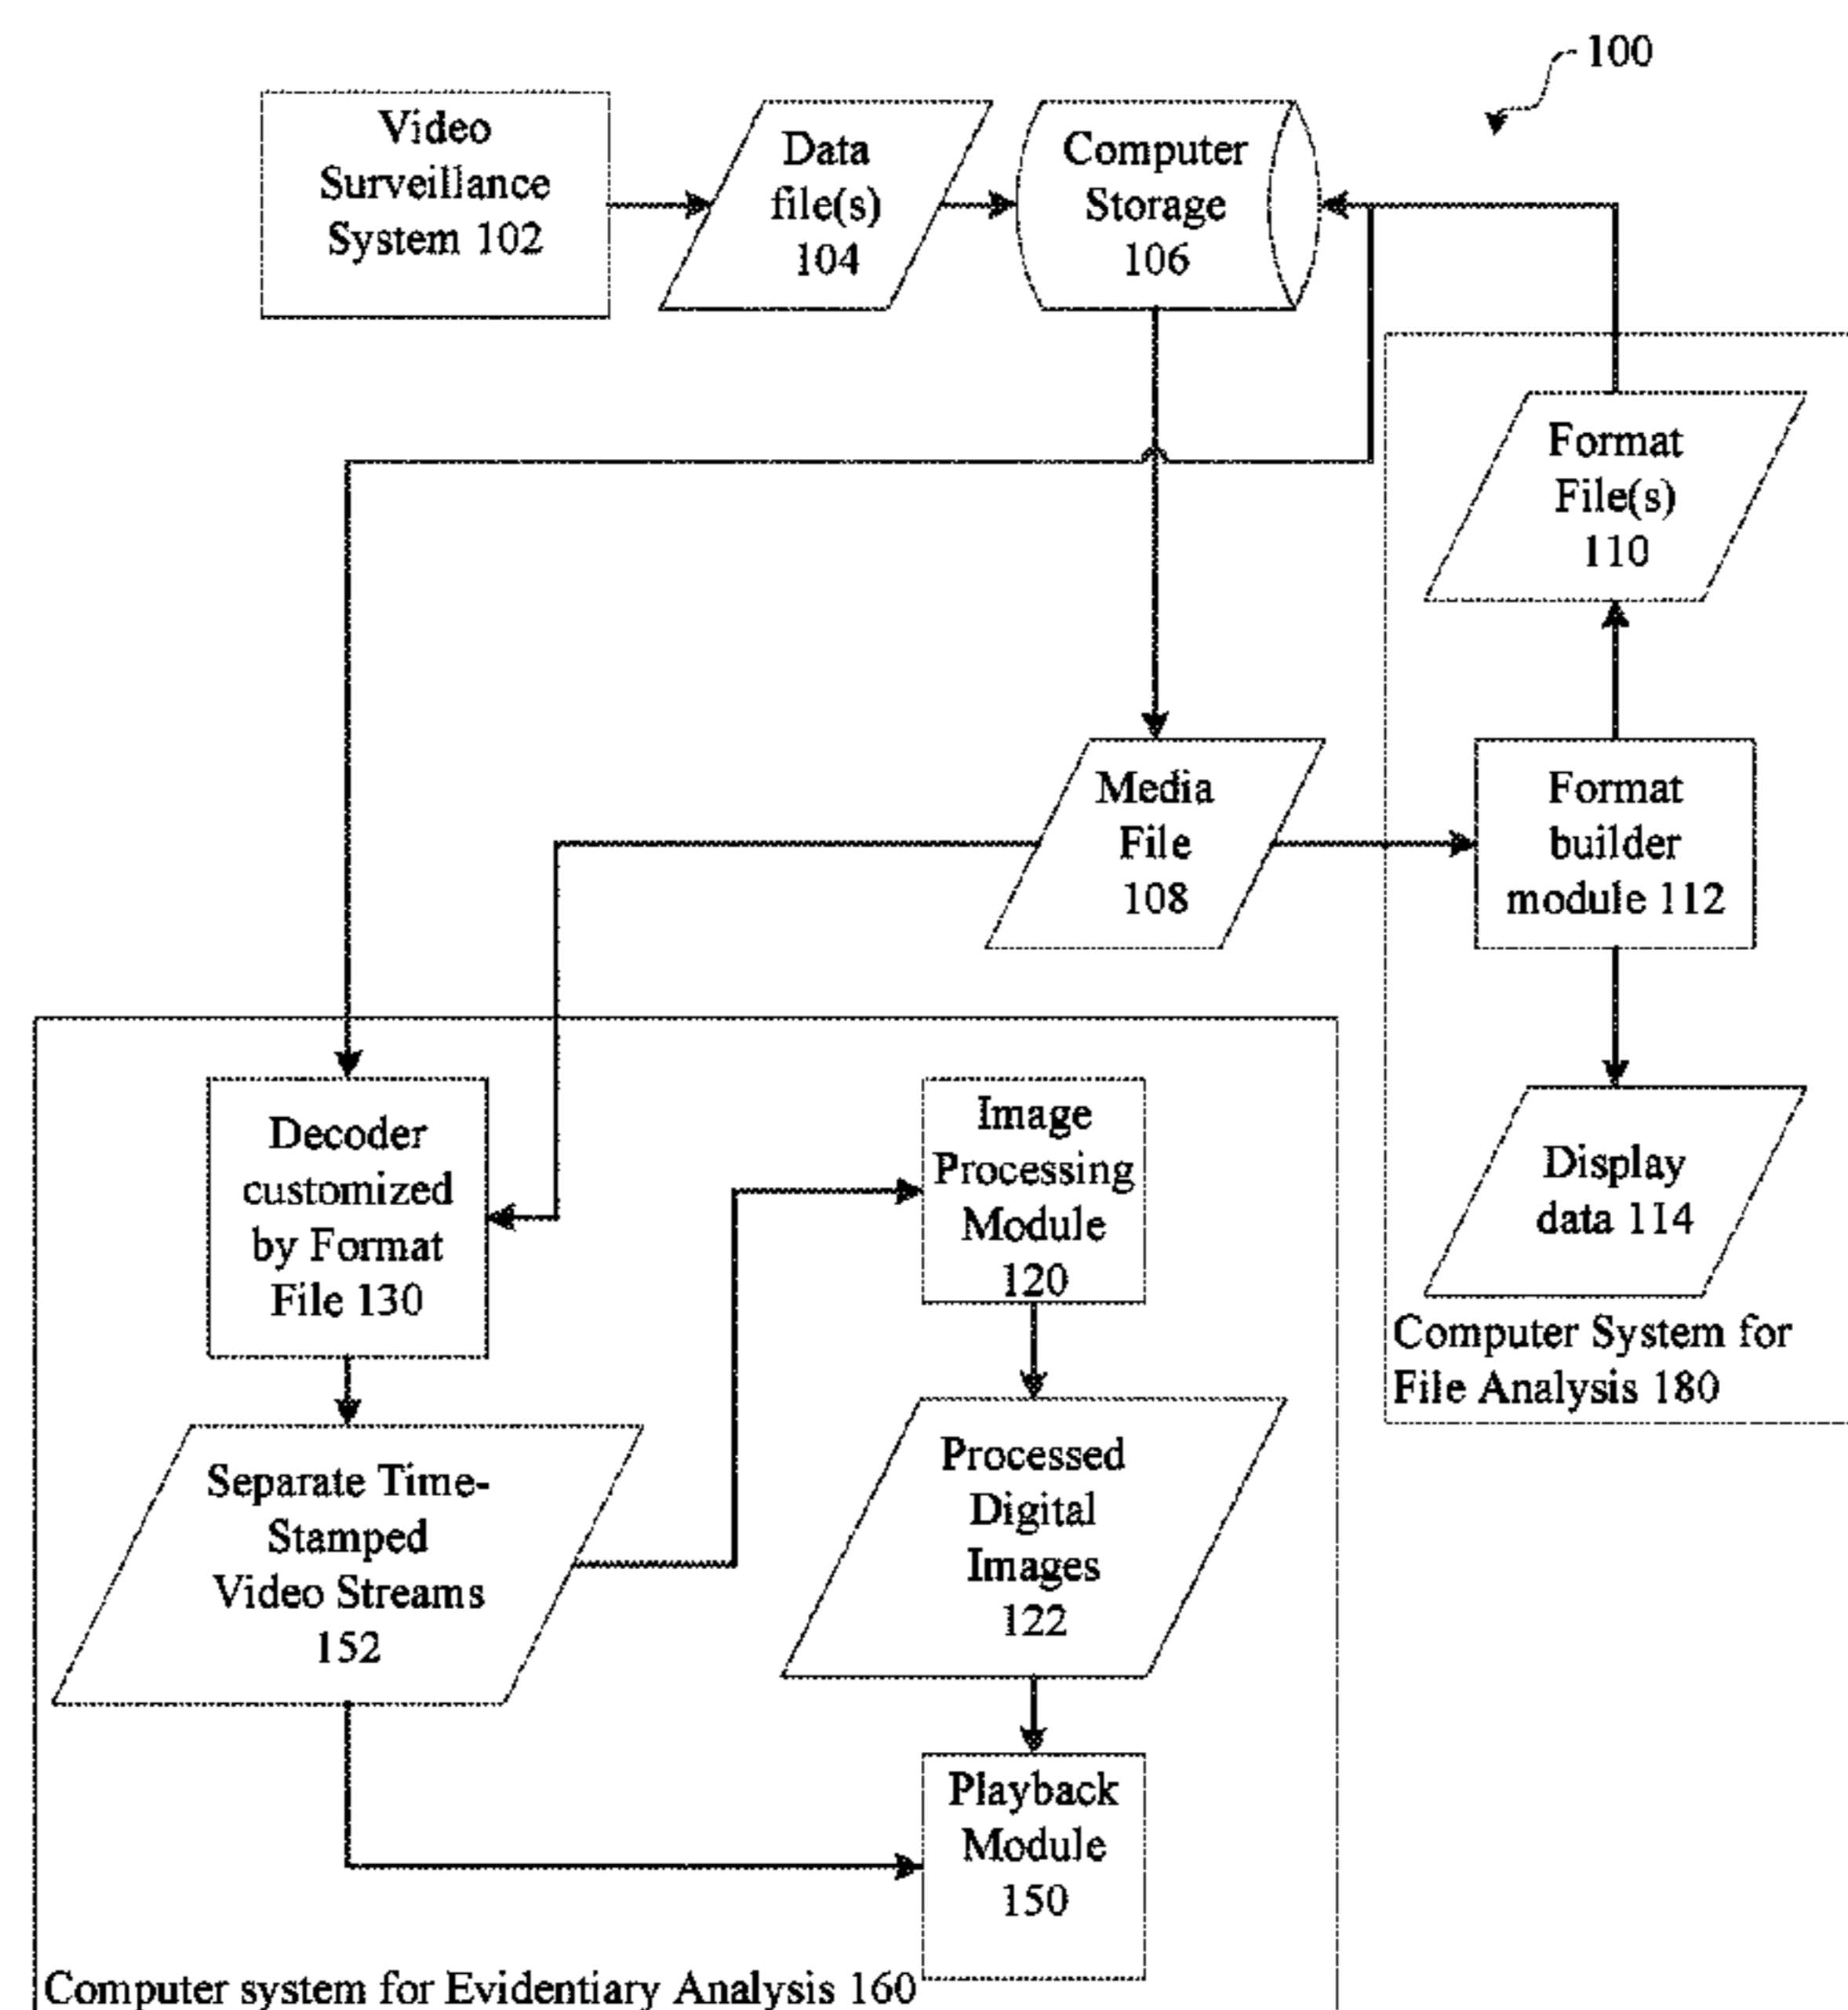 100
Video
Surveillance
System 102
Data
file(s)
104
Computer
Storage
106
Format
File(s)
110
Media
File
108
Format
builder
module 112
Display
data 114
Computer System for
File Analysis 180
Decoder
customized
by Format
File 130
Image
Processing
Module
120
Separate Time-
Stamped
Video Streams
152
Processed
Digital
Images
122
Playback
Module
150
Computer system for Evidentiary Analysis 160